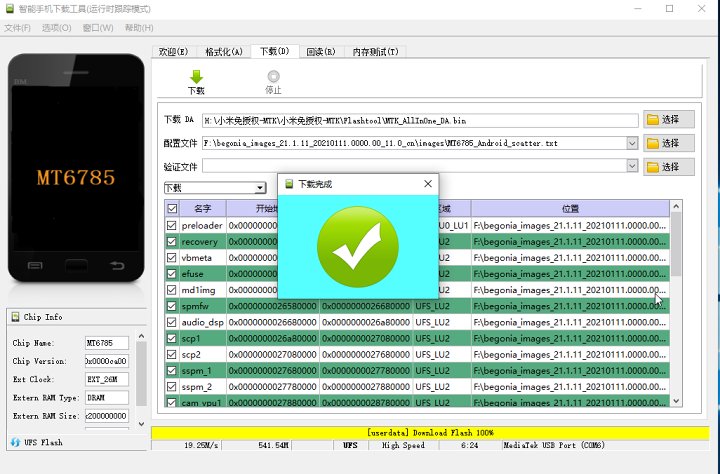 智能手机下载工具(运行时跟踪模式)
文件(F) 选项(O) 窗口(W) 帮助(H)
欢迎(E) 格式化(A) 下载(D) 回读(R) 内存测试(T)
BM
下载 停止
下载 DA H:\小米免授权-MTK\小米免授权-MTK\Flashtool\MTK_AllInOne_DA.bin 选择
配置文件 F:\begonia_images_21.1.11_20210111.0000.00_11.0_cn\images\MT6785_Android_scatter.txt 选择
验证文件 选择
MT6785
下载
下载完成
名字 开始地 区域 位置
preloader 0x00000000 U0_LU1 F:\begonia_images_21.1.11_20210111.0000.00...
recovery 0x00000000 UFS_LU2 F:\begonia_images_21.1.11_20210111.0000.00...
vbmeta 0x00000000 UFS_LU2 F:\begonia_images_21.1.11_20210111.0000.00...
efuse 0x00000000 UFS_LU2 F:\begonia_images_21.1.11_20210111.0000.00...
md1img 0x00000000 UFS_LU2 F:\begonia_images_21.1.11_20210111.0000.00...
spmfw 0x0000000026580000 0x0000000026680000 UFS_LU2 F:\begonia_images_21.1.11_20210111.0000.00...
audio_dsp 0x0000000026680000 0x0000000026a80000 UFS_LU2 F:\begonia_images_21.1.11_20210111.0000.00...
scp1 0x0000000026a80000 0x0000000027080000 UFS_LU2 F:\begonia_images_21.1.11_20210111.0000.00...
scp2 0x0000000027080000 0x0000000027680000 UFS_LU2 F:\begonia_images_21.1.11_20210111.0000.00...
sspm_1 0x0000000027680000 0x0000000027780000 UFS_LU2 F:\begonia_images_21.1.11_20210111.0000.00...
sspm_2 0x0000000027780000 0x0000000027880000 UFS_LU2 F:\begonia_images_21.1.11_20210111.0000.00...
cam_vpu1 0x0000000027880000 UFS_LU2 F:\begonia_images_21.1.11_20210111.0000.00...
Chip Info
Chip Name: MT6785
Chip Version: 0x0000ca00
Ext Clock: EXT_26M
Extern RAM Type: DRAM
Extern RAM Size: x200000000
UFS Flash
[userdata] Download Flash 100%
19.25M/s 541.54M UFS High Speed 6:24 MediaTek USB Port (COM6)